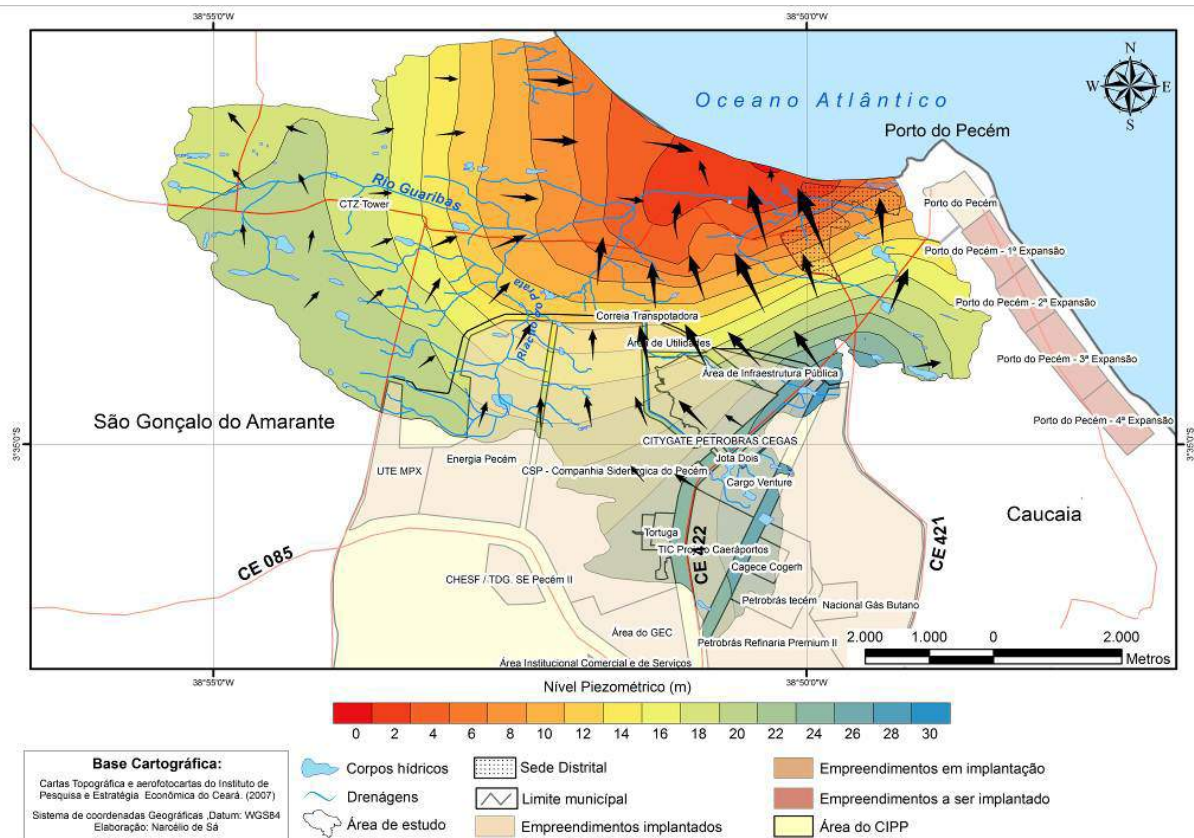 38°55'0"W
38°50'0"W
N
W
E
S
Oceano Atlântico
Porto do Pecém
Rio Guaribas
CTZ-Tower
Porto do Pecém
Porto do Pecém - 1ª Expansão
Riacho do Prata
Porto do Pecém - 2ª Expansão
Correia Transpotadora
Área de Utilidades
Porto do Pecém - 3ª Expansão
Área de Infraestrutura Pública
São Gonçalo do Amarante
Porto do Pecém - 4ª Expansão
3°35'0"S
3°35'0"S
CITYGATE PETROBRAS CEGAS
Energia Pecém
Jota Dois
UTE MPX
CSP - Companhia Siderúrgica do Pecém
Cargo Venture
Caucaia
Tortuga
CE 422
CE 421
CE 085
Cagece Cogerh
CHESF / TDG. SE Pecém II
Petrobrás tecém
Nacional Gás Butano
Área do GEC
Petrobrás Refinaria Premium II
2.000 1.000 0 2.000
Metros
Área Institucional Comercial e de Serviços
38°55'0"W
38°50'0"W
Nível Piezométrico (m)
0 2 4 6 8 10 12 14 16 18 20 22 24 26 28 30
Base Cartográfica:
Cartas Topográfica e aerofotocartas do Instituto de
Pesquisa e Estratégia Econômica do Ceará. (2007)
Sistema de coordenadas Geográficas ,Datum: WGS84
Elaboração: Narcélio de Sá
Corpos hídricos
Drenágens
Área de estudo
Sede Distrital
Limite municípal
Empreendimentos implantados
Empreendimentos em implantação
Empreendimentos a ser implantado
Área do CIPP